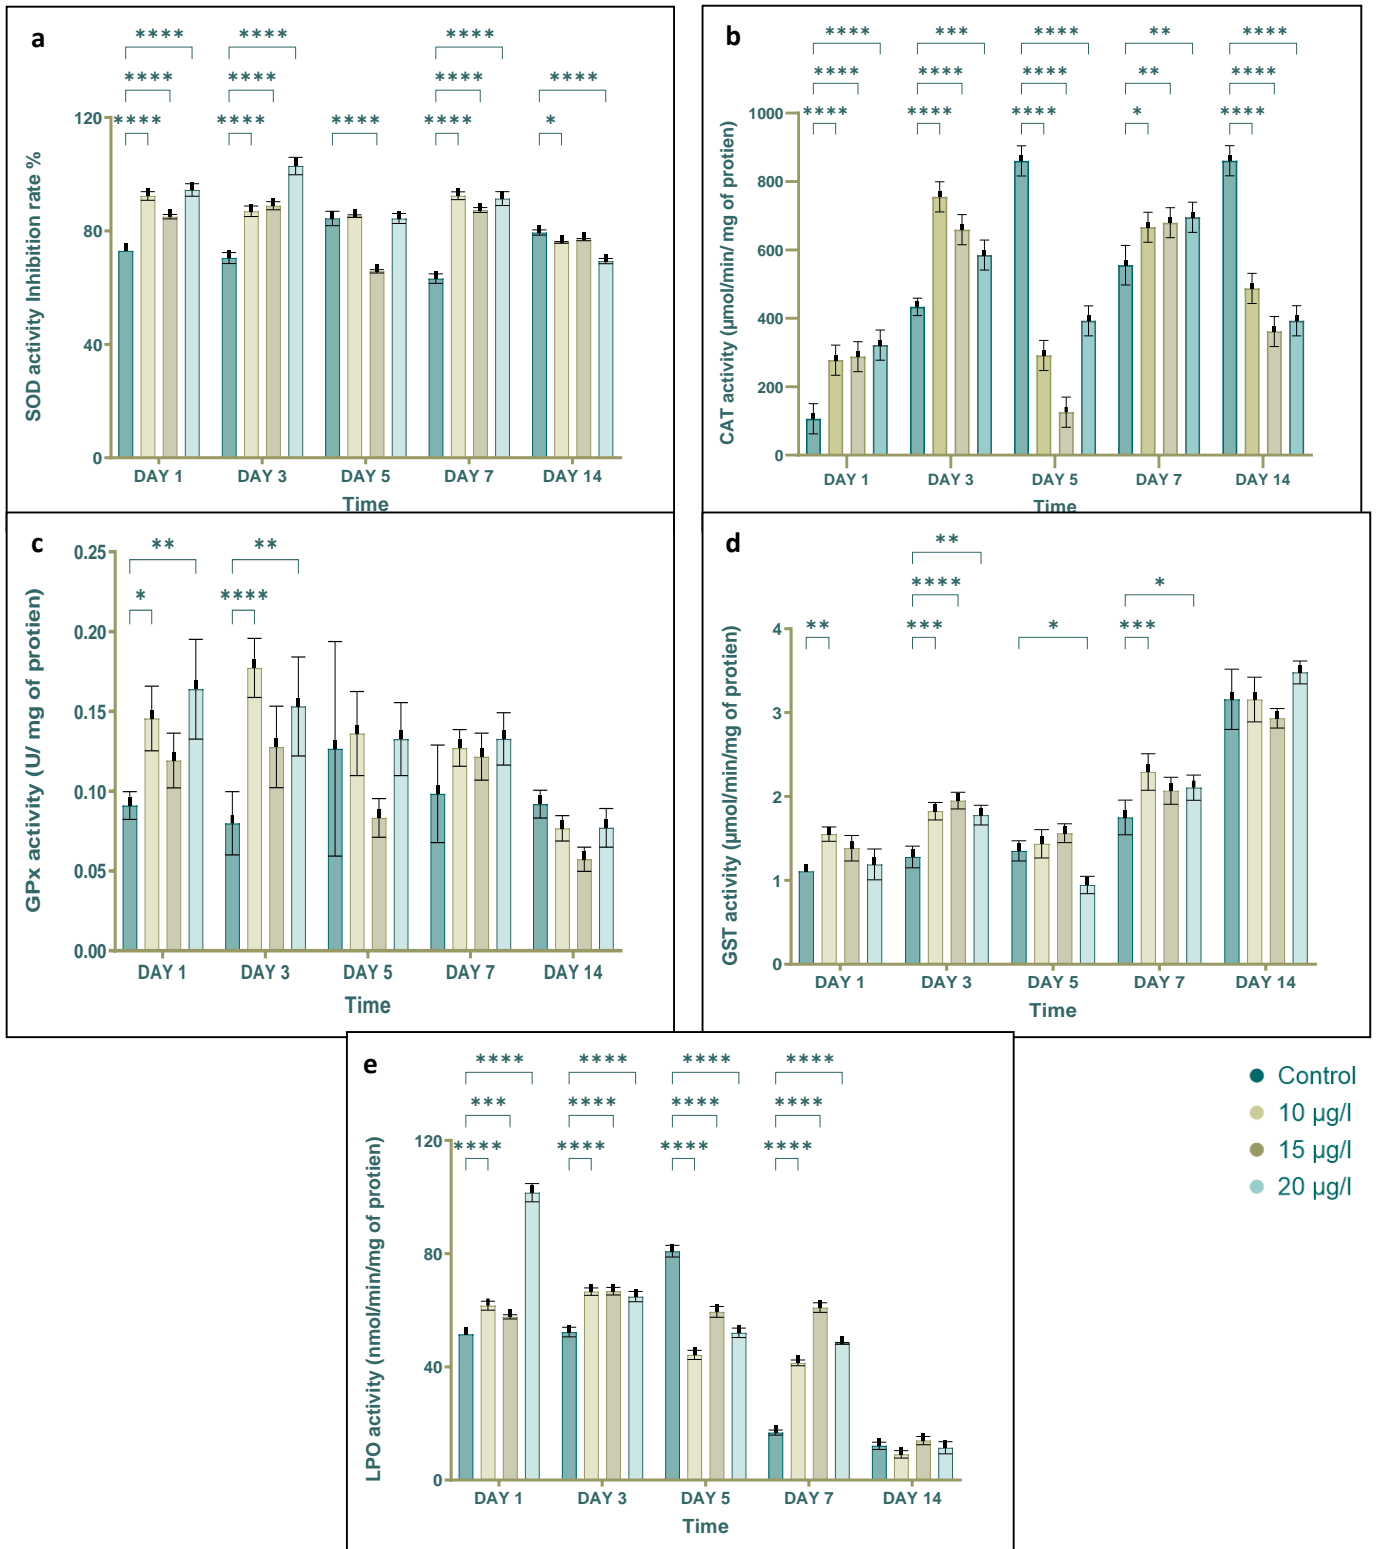 a
**** ****  ****
**** **** **** ****
**** **** **** **** *
SOD activity Inhibition rate %
120
80
40
0
DAY 1 DAY 3 DAY 5 DAY 7 DAY 14
Time
b
**** *** **** ** ****
**** **** **** ** ****
**** **** **** * ****
CAT activity (µmol/min/ mg of protien)
1000
800
600
400
200
0
DAY 1 DAY 3 DAY 5 DAY 7 DAY 14
Time
c
** **
* ****
GPx activity (U/ mg of protien)
0.25
0.20
0.15
0.10
0.05
0.00
DAY 1 DAY 3 DAY 5 DAY 7 DAY 14
Time
d
**
**** *
** *** * ***
GST activity (µmol/min/mg of protien)
4
3
2
1
0
DAY 1 DAY 3 DAY 5 DAY 7 DAY 14
Time
e
**** **** **** ****
*** **** **** ****
**** **** **** ****
LPO activity (nmol/min/mg of protien)
120
80
40
0
DAY 1 DAY 3 DAY 5 DAY 7 DAY 14
Time
Control
10 µg/l
15 µg/l
20 µg/l